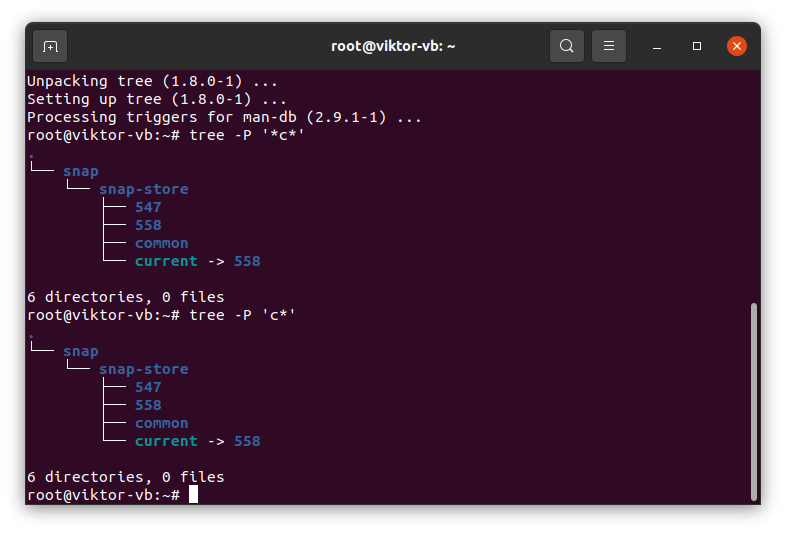 root@viktor-vb: ~
Unpacking tree (1.8.0-1) ...
Setting up tree (1.8.0-1) ...
Processing triggers for man-db (2.9.1-1) ...
root@viktor-vb:~# tree -P '*c*'
.
└── snap
    └── snap-store
        ├── 547
        ├── 558
        ├── common
        └── current -> 558
6 directories, 0 files
root@viktor-vb:~# tree -P 'c*'
.
└── snap
    └── snap-store
        ├── 547
        ├── 558
        ├── common
        └── current -> 558
6 directories, 0 files
root@viktor-vb:~#